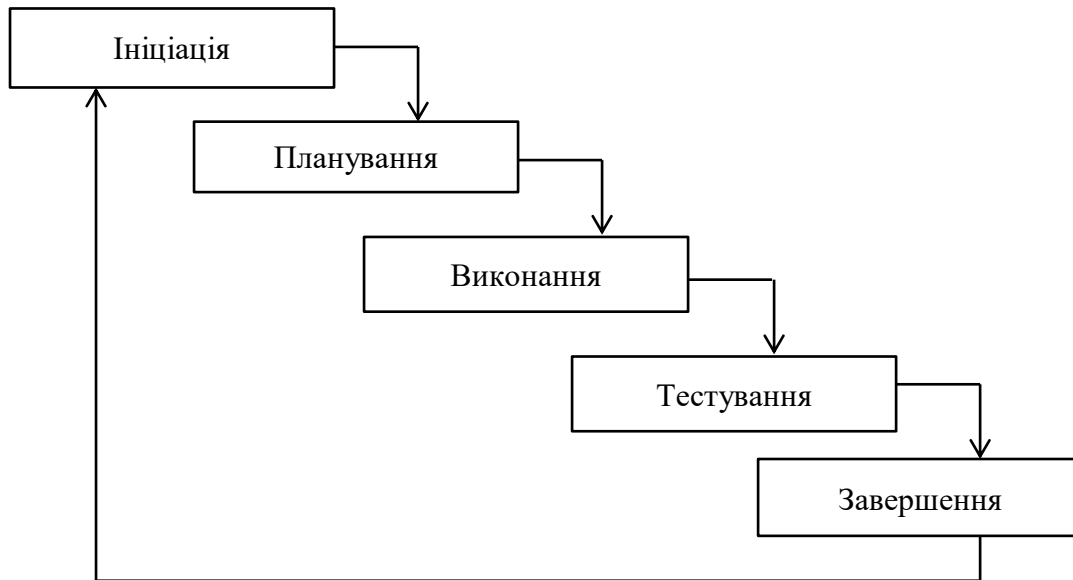 Ініціація
Планування
Виконання
Тестування
Завершення